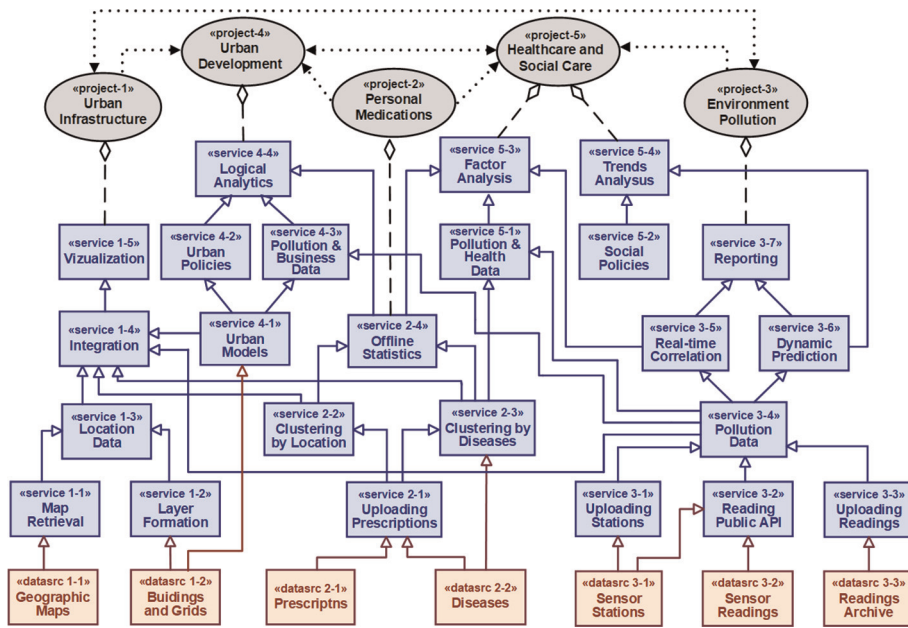 «project-4»
Urban
Development
«project-5»
Healthcare and
Social Care
«project-1»
Urban
Infrastructure
«project-2»
Personal
Medications
«project-3»
Environment
Pollution
«service 4-4»
Logical
Analytics
«service 5-3»
Factor
Analysis
«service 5-4»
Trends
Analysus
«service 1-5»
Vizualization
«service 4-2»
Urban
Policies
«service 4-3»
Pollution &
Business
Data
«service 5-1»
Pollution &
Health
Data
«service 5-2»
Social
Policies
«service 3-7»
Reporting
«service 1-4»
Integration
«service 4-1»
Urban
Models
«service 2-4»
Offline
Statistics
«service 3-5»
Real-time
Correlation
«service 3-6»
Dynamic
Prediction
«service 1-3»
Location
Data
«service 2-2»
Clustering
by Location
«service 2-3»
Clustering by
Diseases
«service 3-4»
Pollution
Data
«service 1-1»
Map
Retrieval
«service 1-2»
Layer
Formation
«service 2-1»
Uploading
Prescriptions
«service 3-1»
Uploading
Stations
«service 3-2»
Reading
Public API
«service 3-3»
Uploading
Readings
«datasrc 1-1»
Geographic
Maps
«datasrc 1-2»
Buidings
and Grids
«datasrc 2-1»
Prescriptns
«datasrc 2-2»
Diseases
«datasrc 3-1»
Sensor
Stations
«datasrc 3-2»
Sensor
Readings
«datasrc 3-3»
Readings
Archive